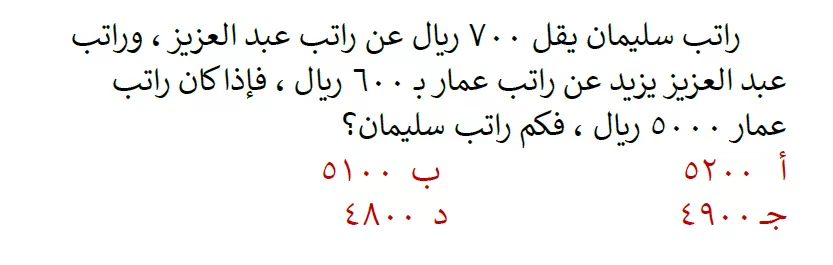 راتب سليمان يقل ٧٠٠ ريال عن راتب عبد العزيز ، وراتب
عبد العزيز يزيد عن راتب عمار بـ ٦٠٠ ريال ، فإذا كان راتب
عمار ٥٠٠٠ ريال ، فكم راتب سليمان؟
أ ٥٢٠٠ ب ٥١٠٠
جـ ٤٩٠٠ د ٤٨٠٠